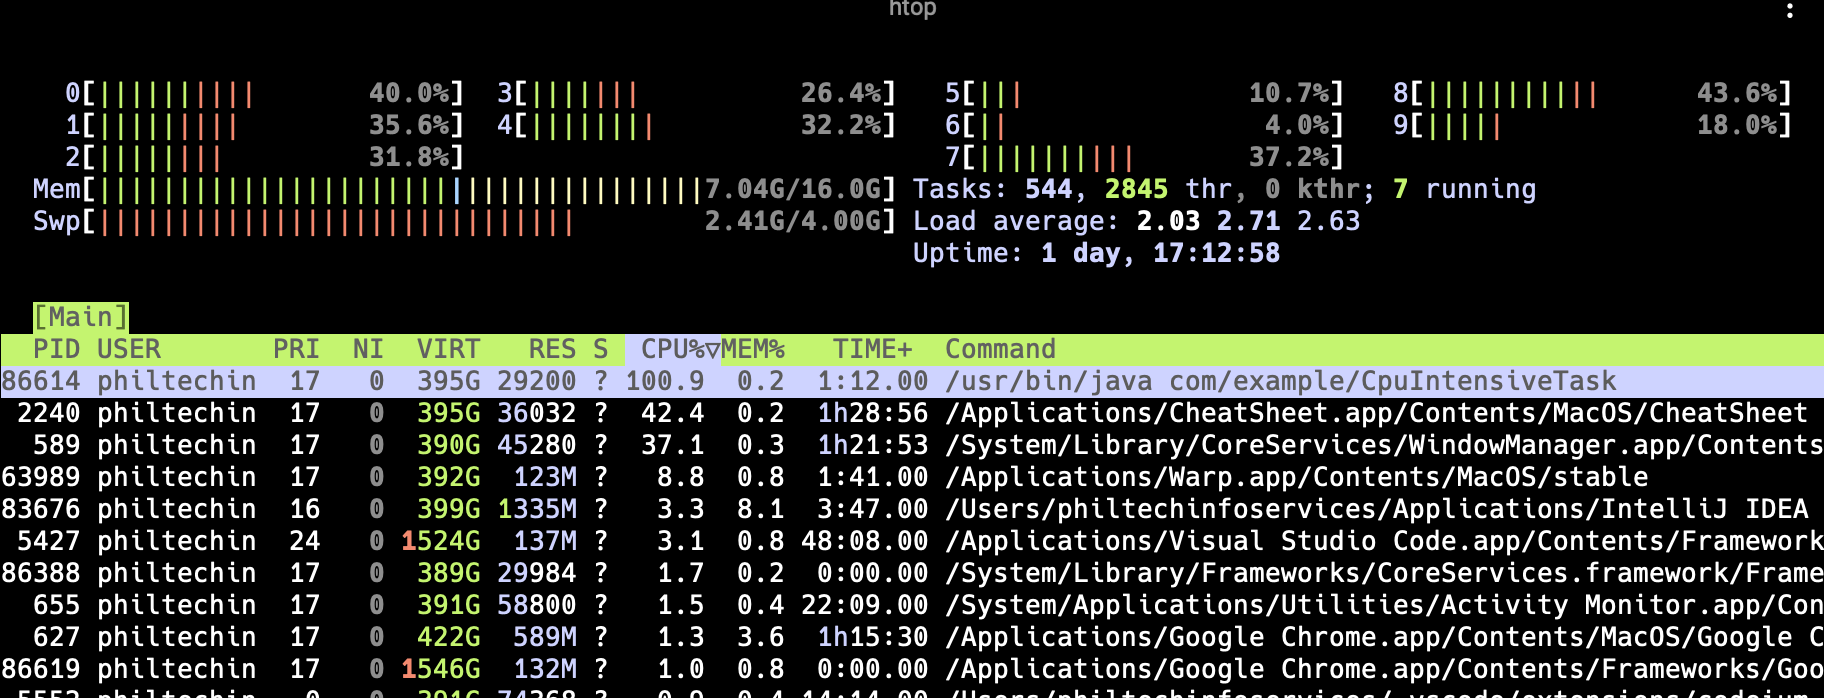 htop
0[|||||||||| 40.0%] 3[||||||| 26.4%] 5[||| 10.7%] 8[||||||||||| 43.6%]
1[||||||||| 35.6%] 4[|||||||| 32.2%] 6[|| 4.0%] 9[||||| 18.0%]
2[|||||||| 31.8%] 7[|||||||||| 37.2%]
Mem[||||||||||||||||||||||||||||||||||||||7.04G/16.0G] Tasks: 544, 2845 thr, 0 kthr; 7 running
Swp[|||||||||||||||||||||||||||||| 2.41G/4.00G] Load average: 2.03 2.71 2.63
Uptime: 1 day, 17:12:58
[Main]
PID USER PRI NI VIRT RES S CPU%▽MEM% TIME+ Command
86614 philtechin 17 0 395G 29200 ? 100.9 0.2 1:12.00 /usr/bin/java com/example/CpuIntensiveTask
2240 philtechin 17 0 395G 36032 ? 42.4 0.2 1h28:56 /Applications/CheatSheet.app/Contents/MacOS/CheatSheet
589 philtechin 17 0 390G 45280 ? 37.1 0.3 1h21:53 /System/Library/CoreServices/WindowManager.app/Contents
63989 philtechin 17 0 392G 123M ? 8.8 0.8 1:41.00 /Applications/Warp.app/Contents/MacOS/stable
83676 philtechin 16 0 399G 1335M ? 3.3 8.1 3:47.00 /Users/philtechinfoservices/Applications/IntelliJ IDEA
5427 philtechin 24 0 1524G 137M ? 3.1 0.8 48:08.00 /Applications/Visual Studio Code.app/Contents/Framework
86388 philtechin 17 0 389G 29984 ? 1.7 0.2 0:00.00 /System/Library/Frameworks/CoreServices.framework/Frame
655 philtechin 17 0 391G 58800 ? 1.5 0.4 22:09.00 /System/Applications/Utilities/Activity Monitor.app/Con
627 philtechin 17 0 422G 589M ? 1.3 3.6 1h15:30 /Applications/Google Chrome.app/Contents/MacOS/Google C
86619 philtechin 17 0 1546G 132M ? 1.0 0.8 0:00.00 /Applications/Google Chrome.app/Contents/Frameworks/Goo